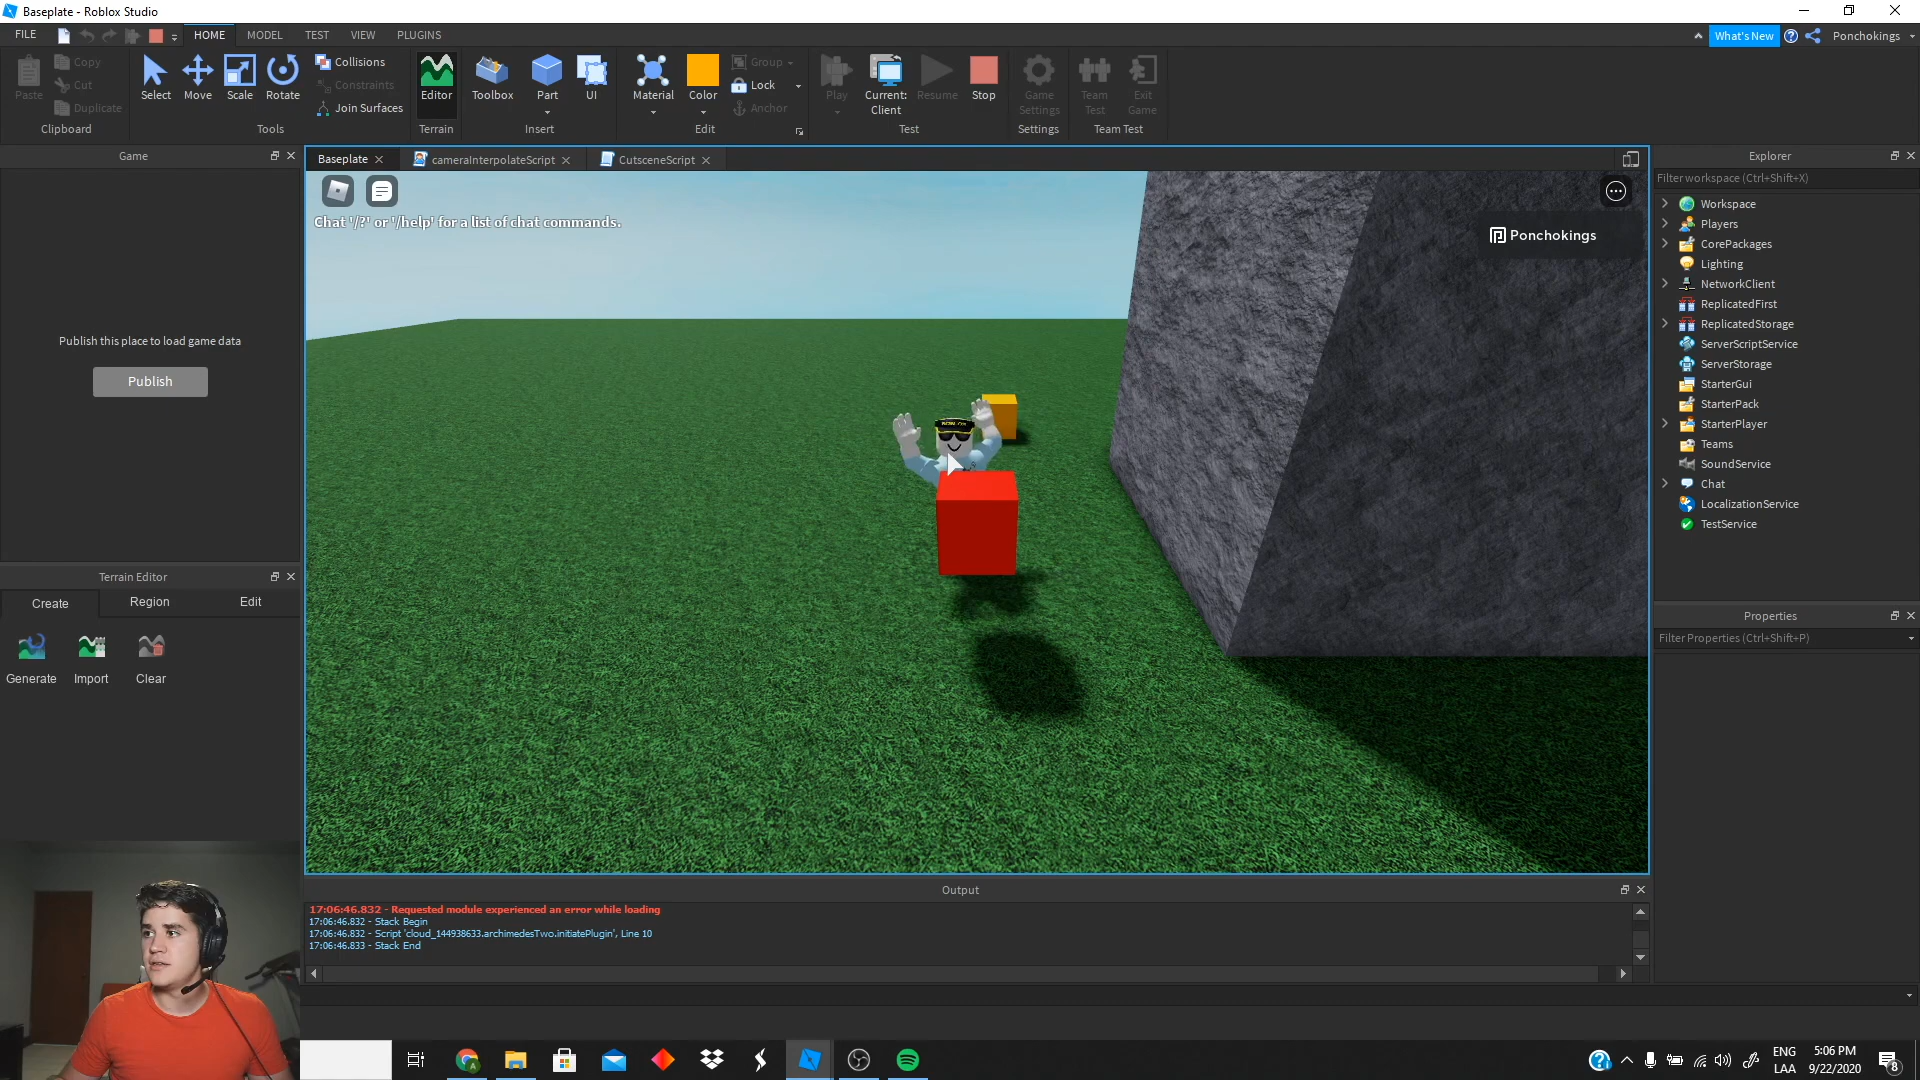 Baseplate - Roblox Studio
FILE
HOME
MODEL
TEST
VIEW
PLUGINS
What's New
Ponchokings
Paste
Copy
Cut
Duplicate
Clipboard
Select
Move
Scale
Rotate
Collisions
Constraints
Join Surfaces
Tools
Editor
Terrain
Toolbox
Part
UI
Insert
Material
Color
Group
Lock
Anchor
Edit
Play
Current:
Client
Resume
Stop
Test
Game
Settings
Settings
Team
Test
Exit
Game
Team Test
Game
Publish this place to load game data
Publish
Terrain Editor
Create
Region
Edit
Generate
Import
Clear
Baseplate
cameraInterpolateScript
CutsceneScript
Chat '/?' or '/help' for a list of chat commands.
Ponchokings
Output
17:06:46.832 - Requested module experienced an error while loading
17:06:46.832 - Stack Begin
17:06:46.832 - Script 'cloud_144938633.archimedesTwo.initiatePlugin', Line 10
17:06:46.833 - Stack End
Explorer
Filter workspace (Ctrl+Shift+X)
Workspace
Players
CorePackages
Lighting
NetworkClient
ReplicatedFirst
ReplicatedStorage
ServerScriptService
ServerStorage
StarterGui
StarterPack
StarterPlayer
Teams
SoundService
Chat
LocalizationService
TestService
Properties
Filter Properties (Ctrl+Shift+P)
ENG
LAA
5:06 PM
9/22/2020
8